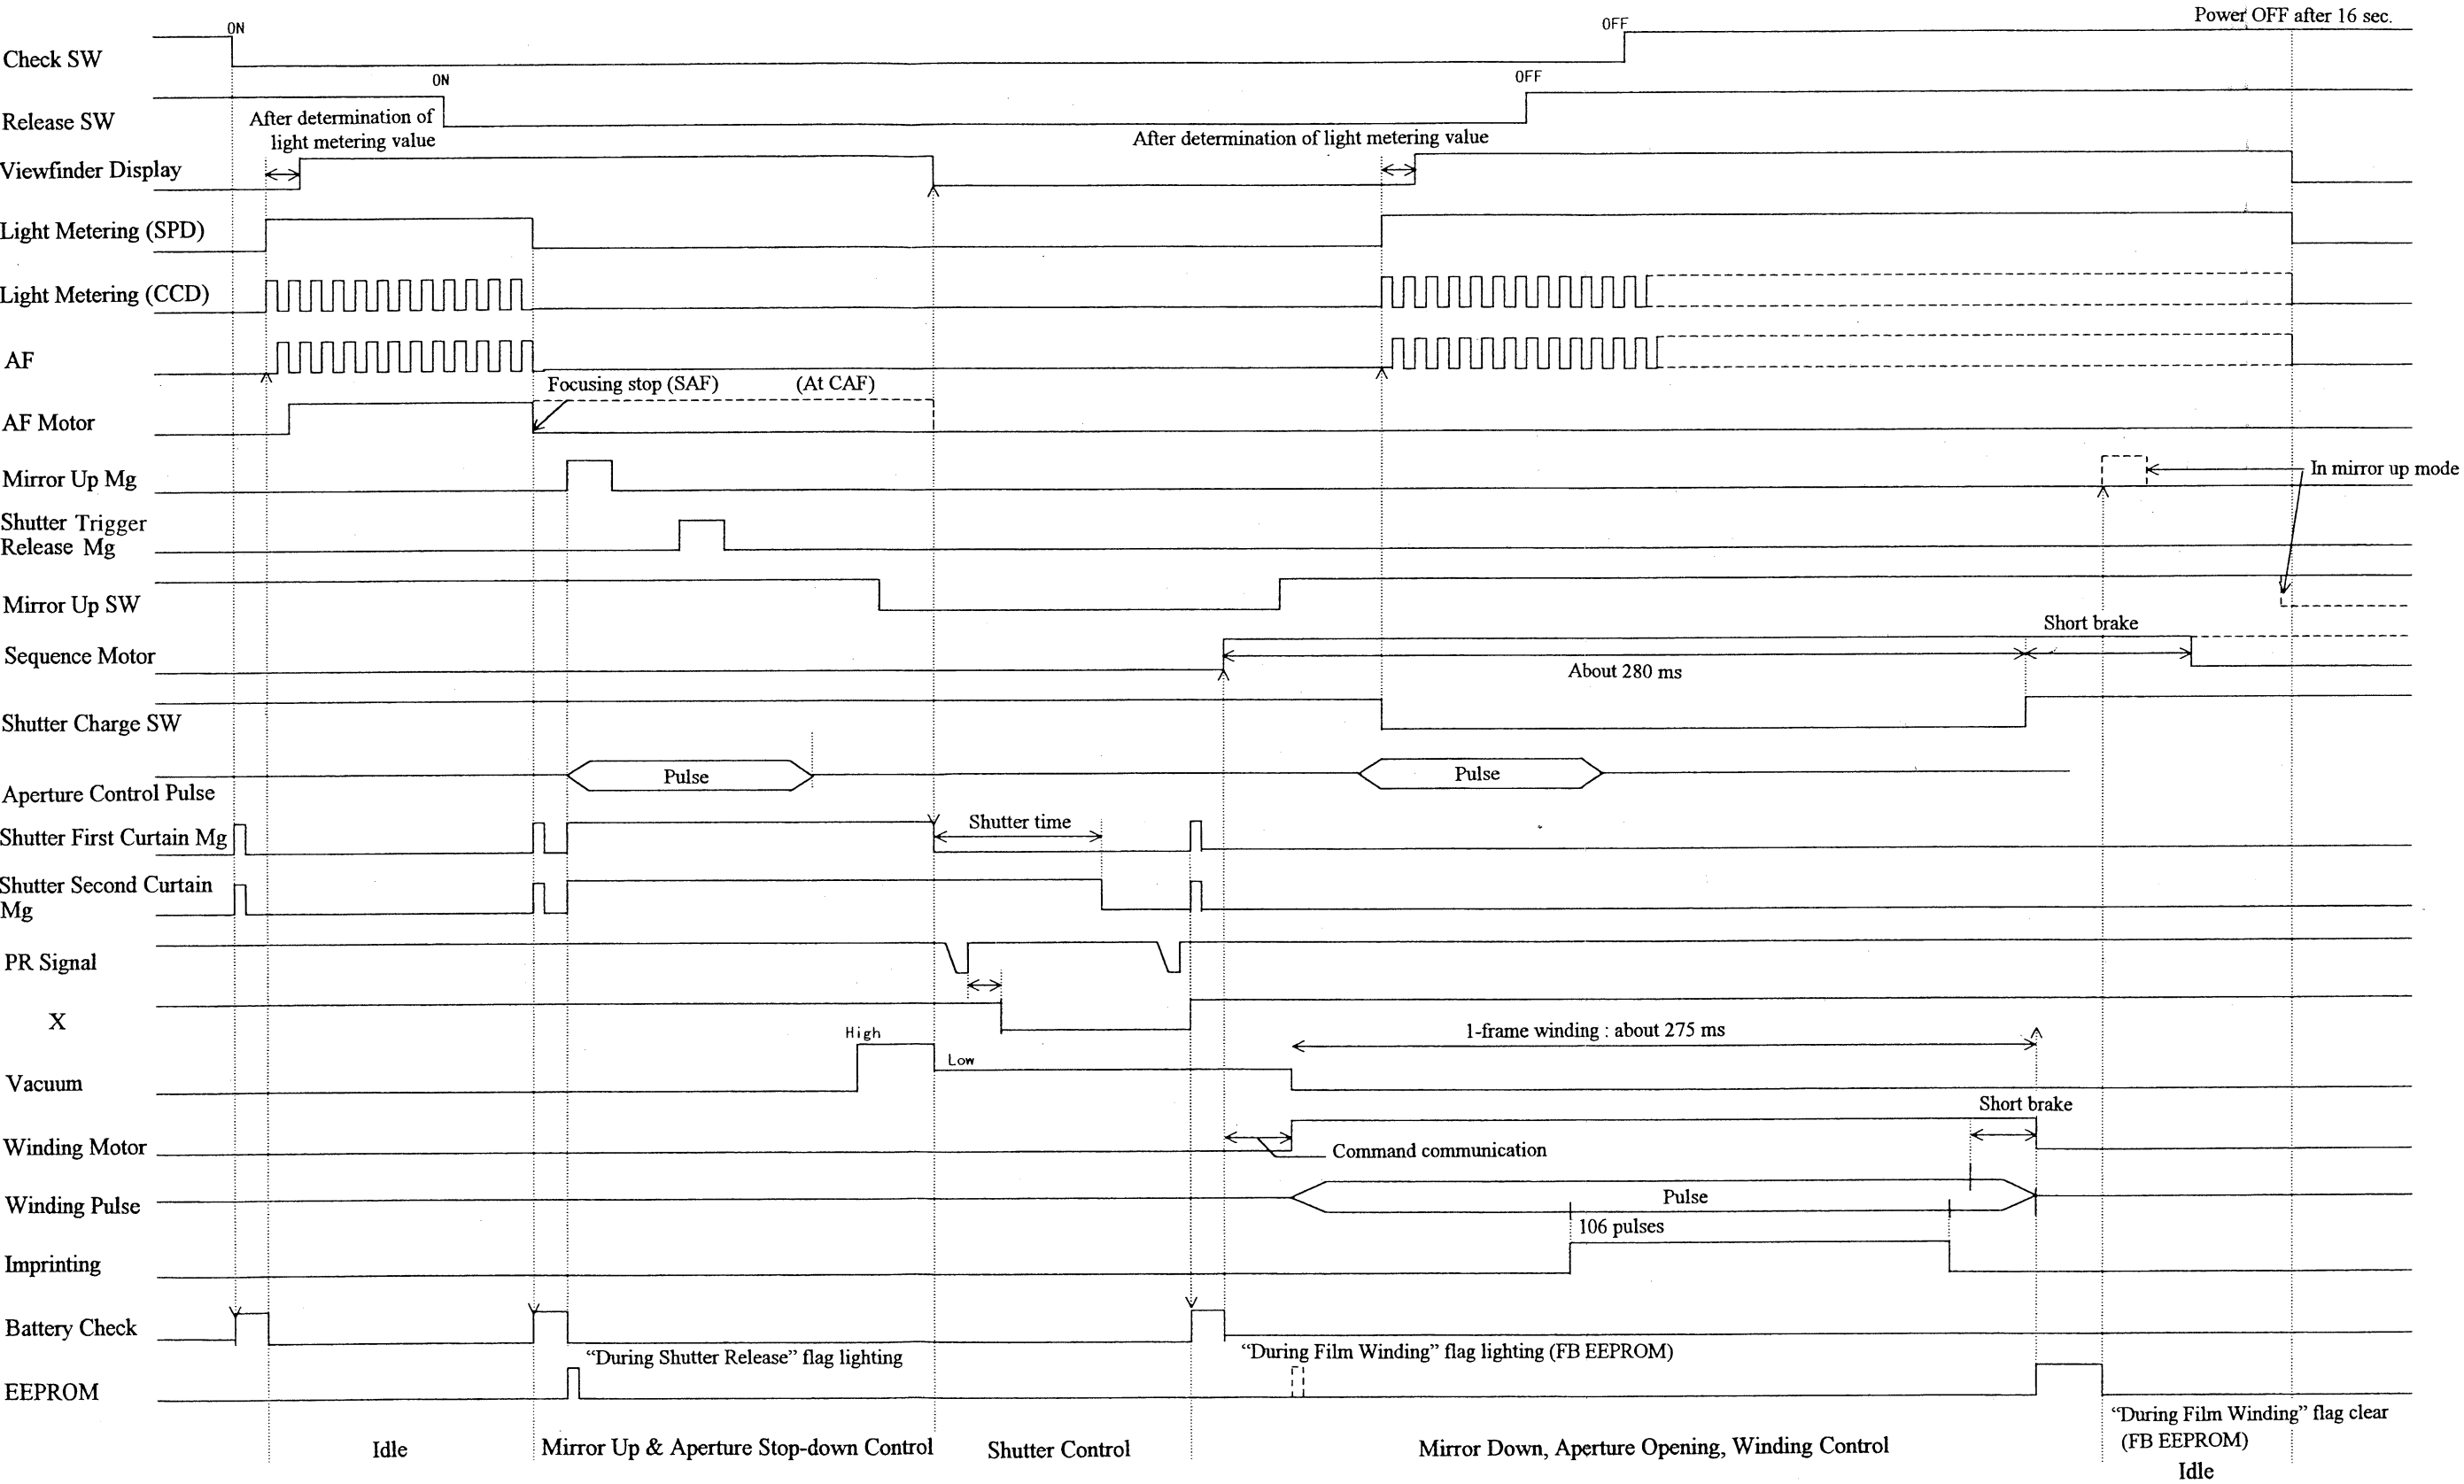 Power OFF after 16 sec.
ON
OFF
Check SW
ON
OFF
Release SW
After determination of
light metering value
After determination of light metering value
Viewfinder Display
Light Metering (SPD)
Light Metering (CCD)
AF
Focusing stop (SAF)
(At CAF)
AF Motor
Mirror Up Mg
In mirror up mode
Shutter Trigger
Release Mg
Mirror Up SW
Short brake
Sequence Motor
About 280 ms
Shutter Charge SW
Pulse
Pulse
Aperture Control Pulse
Shutter time
Shutter First Curtain Mg
Shutter Second Curtain
Mg
PR Signal
X
High
1-frame winding : about 275 ms
Low
Vacuum
Short brake
Winding Motor
Command communication
Pulse
Winding Pulse
106 pulses
Imprinting
Battery Check
“During Shutter Release” flag lighting
“During Film Winding” flag lighting (FB EEPROM)
EEPROM
“During Film Winding” flag clear
(FB EEPROM)
Idle
Mirror Up & Aperture Stop-down Control
Shutter Control
Mirror Down, Aperture Opening, Winding Control
Idle